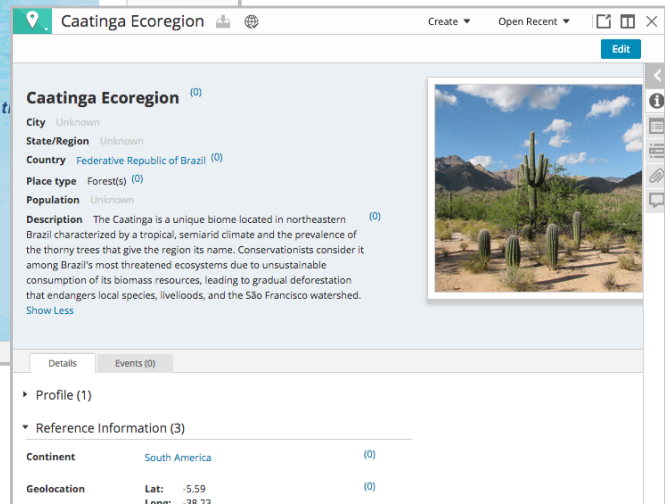 Caatinga Ecoregion
Create ▼ Open Recent ▼
Edit
Caatinga Ecoregion (0)
City Unknown
State/Region Unknown
Country Federative Republic of Brazil (0)
Place type Forest(s) (0)
Population Unknown
Description The Caatinga is a unique biome located in northeastern (0)
Brazil characterized by a tropical, semiarid climate and the prevalence of
the thorny trees that give the region its name. Conservationists consider it
among Brazil's most threatened ecosystems due to unsustainable
consumption of its biomass resources, leading to gradual deforestation
that endangers local species, livelioods, and the São Francisco watershed.
Show Less
Details Events (0)
Profile (1)
Reference Information (3)
Continent South America (0)
Geolocation Lat: -5.59 (0)
Long: -38.23